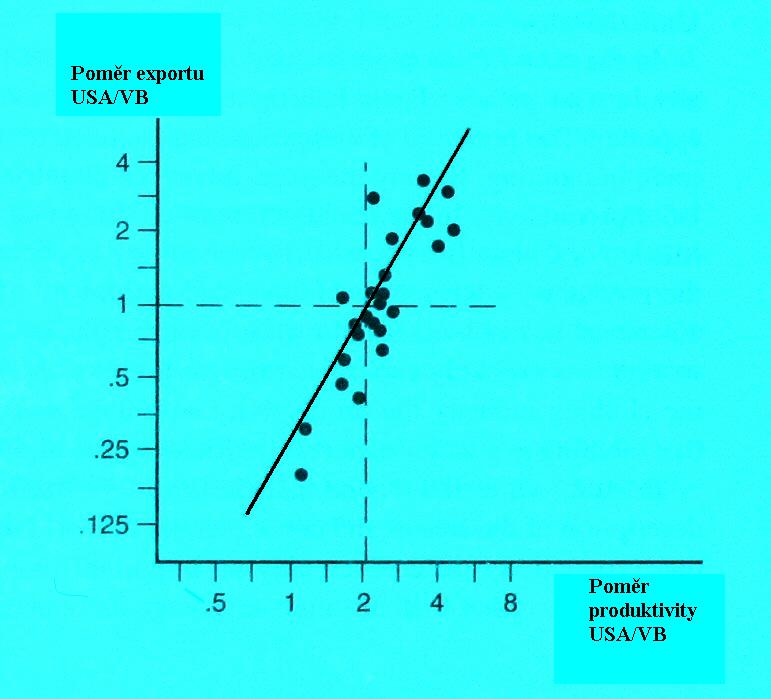 Poměr exportu
USA/VB
4
2
1
.5
.25
.125
.5 1 2 4 8
Poměr
produktivity
USA/VB